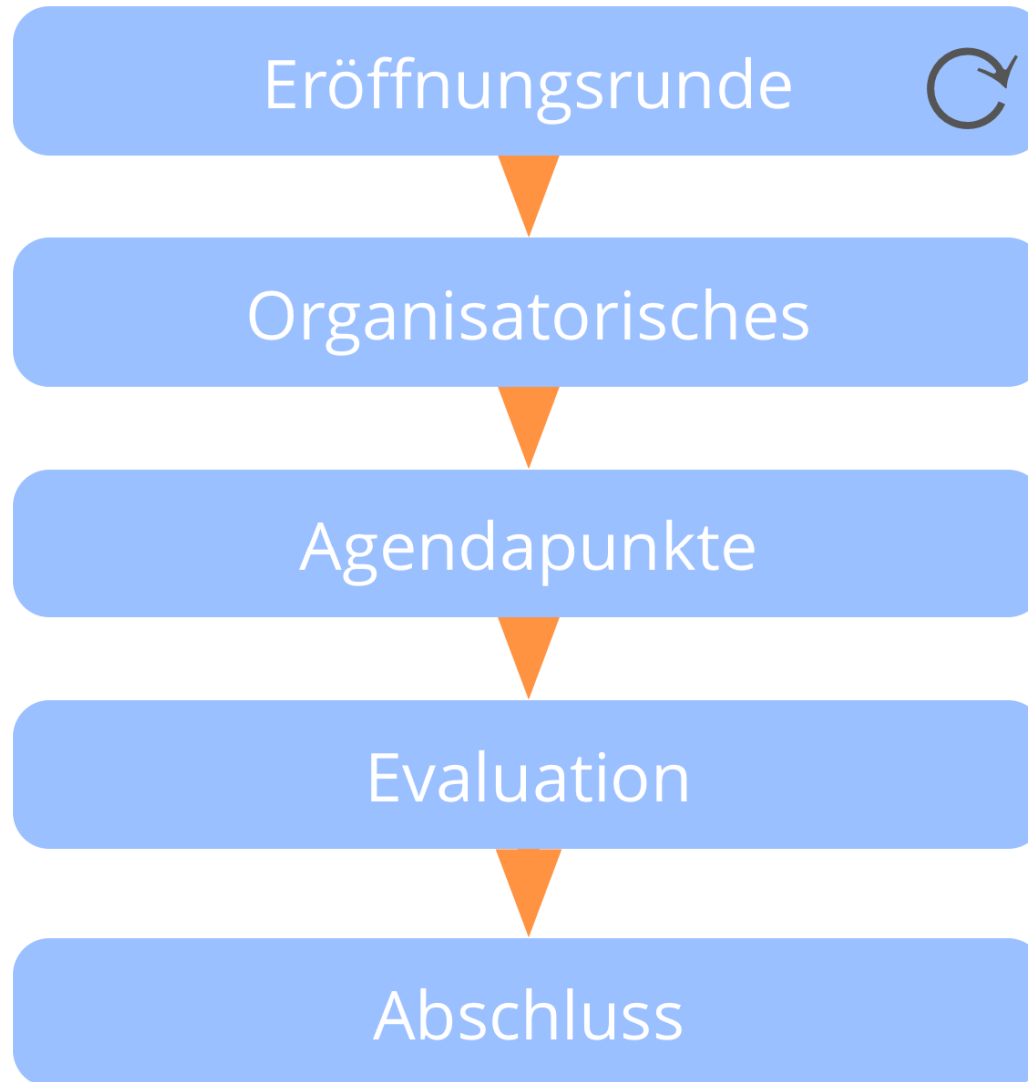 Eröffnungsrunde
Organisatorisches
Agendapunkte
Evaluation
Abschluss